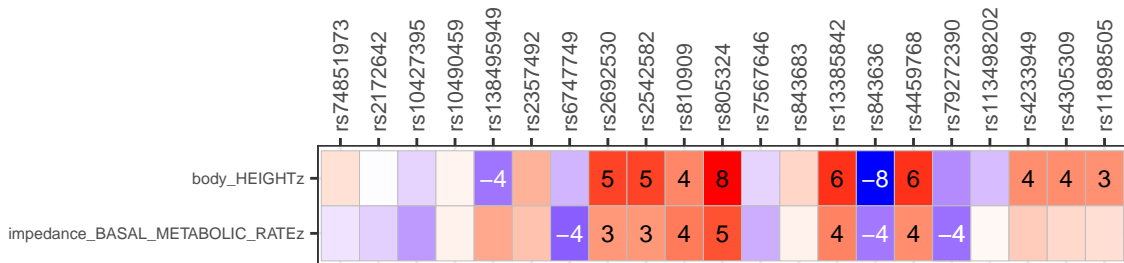 rs74851973
rs2172642
rs10427395
rs10490459
rs138495949
rs2357492
rs6747749
rs2692530
rs2542582
rs810909
rs805324
rs7567646
rs843683
rs13385842
rs843636
rs4459768
rs79272390
rs113498202
rs4233949
rs4305309
rs11898505
body_HEIGHTz −4 5 5 4 8 6 −8 6 4 4 3
impedance_BASAL_METABOLIC_RATEz −4 3 3 4 5 4 −4 4 −4